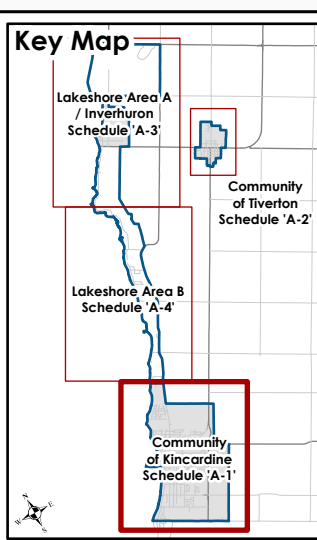 Key Map
Lakeshore Area A
/ Inverhuron
Schedule 'A-3'
Community
of Tiverton
Schedule 'A-2'
Lakeshore Area B
Schedule 'A-4'
Community
of Kincardine
Schedule 'A-1'
N
W E
S